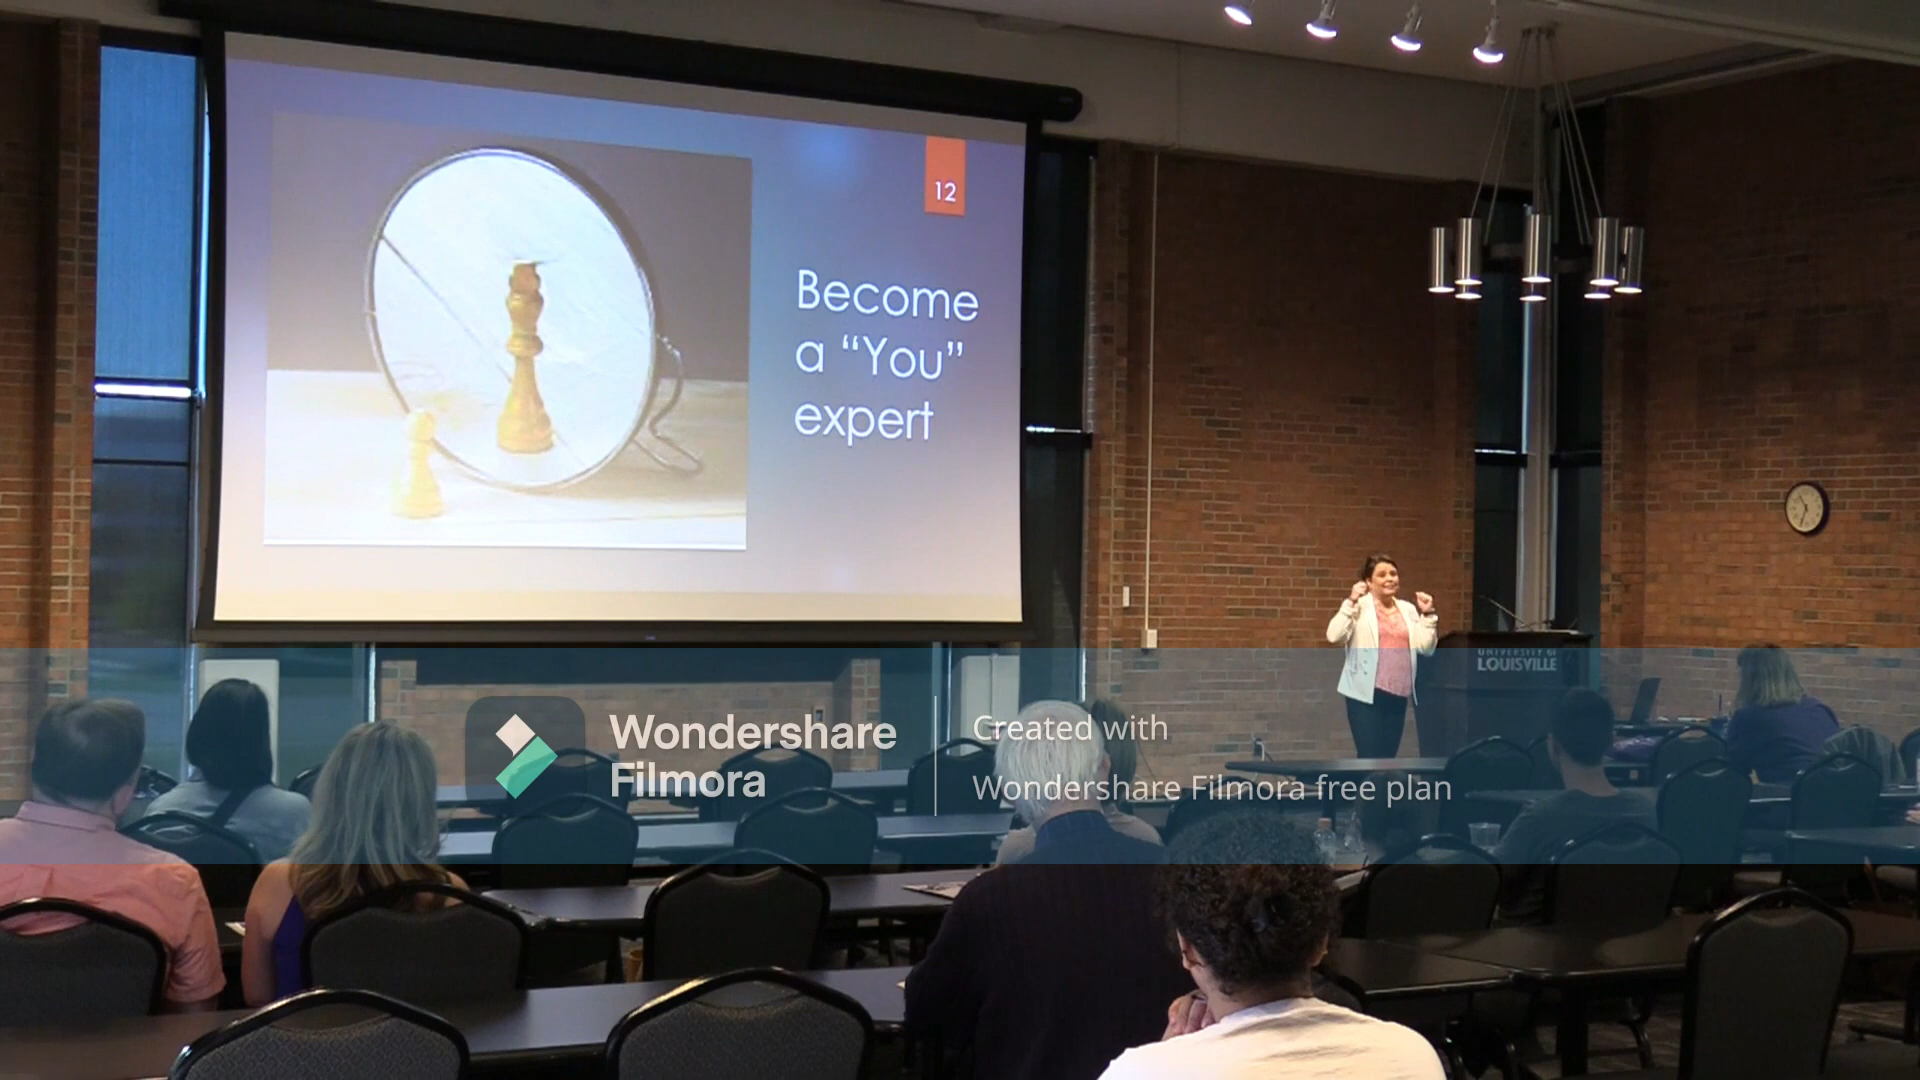 12
Become
a “You”
expert
UNIVERSITY OF
LOUISVILLE
Wondershare
Filmora
Created with
Wondershare Filmora free plan